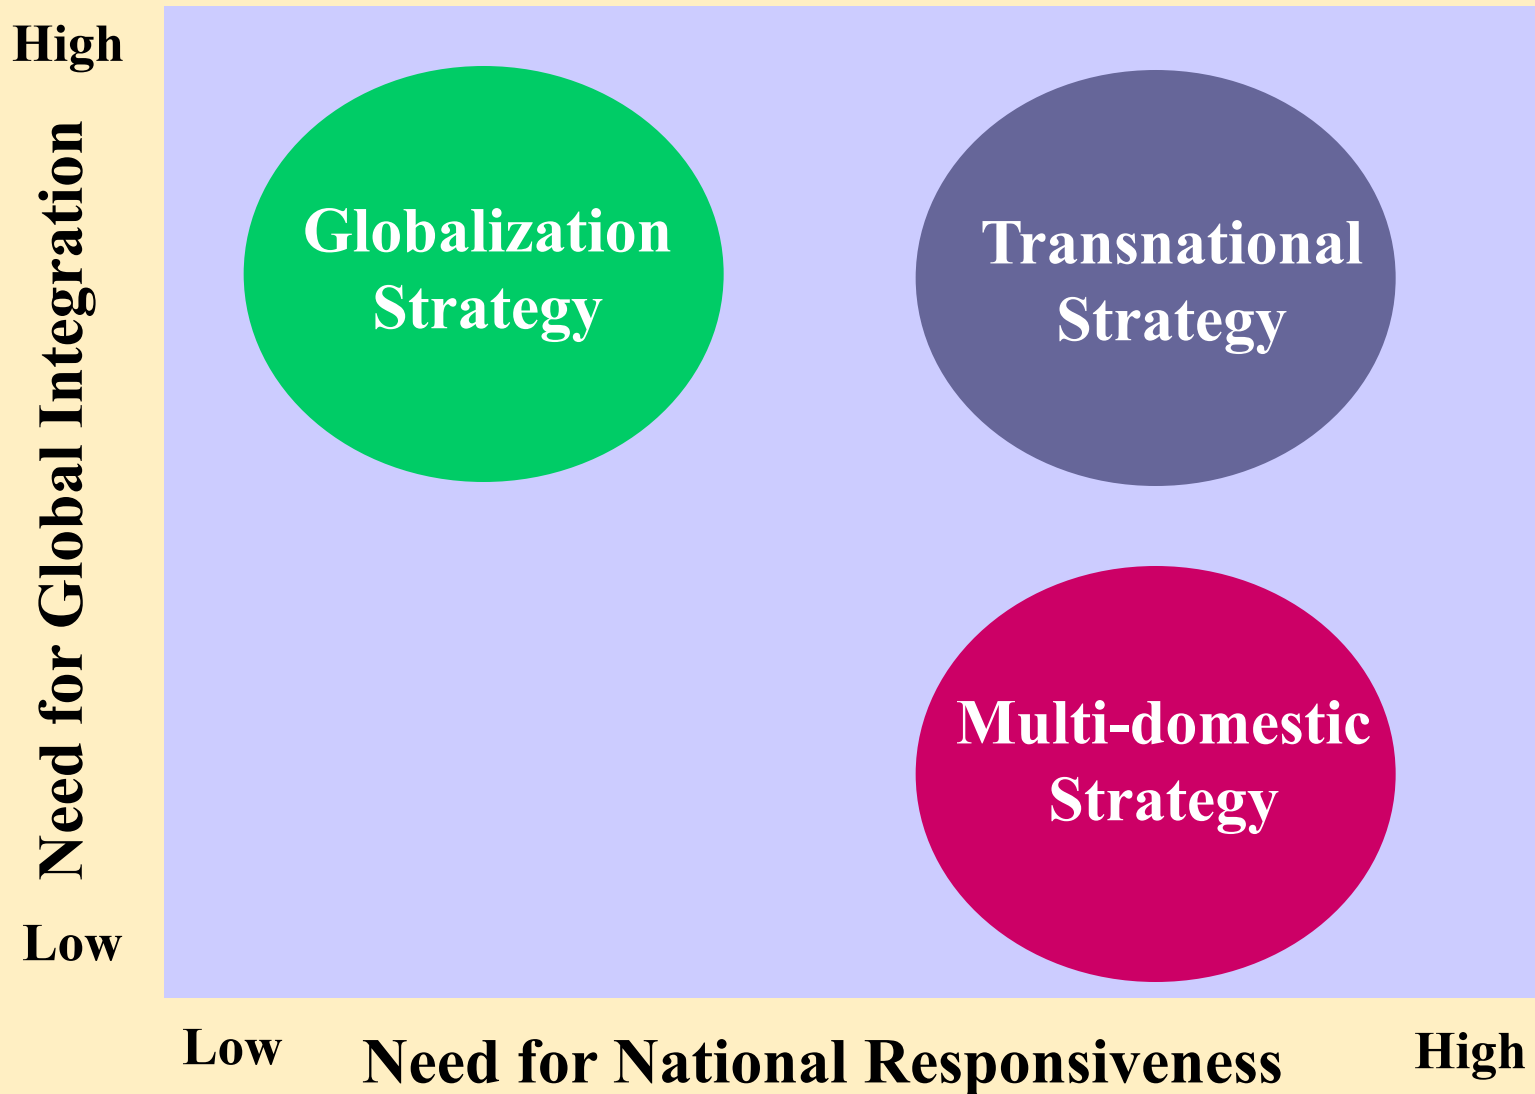 High
Need for Global Integration
Globalization
Strategy
Transnational
Strategy
Multi-domestic
Strategy
Low
Low
Need for National Responsiveness
High